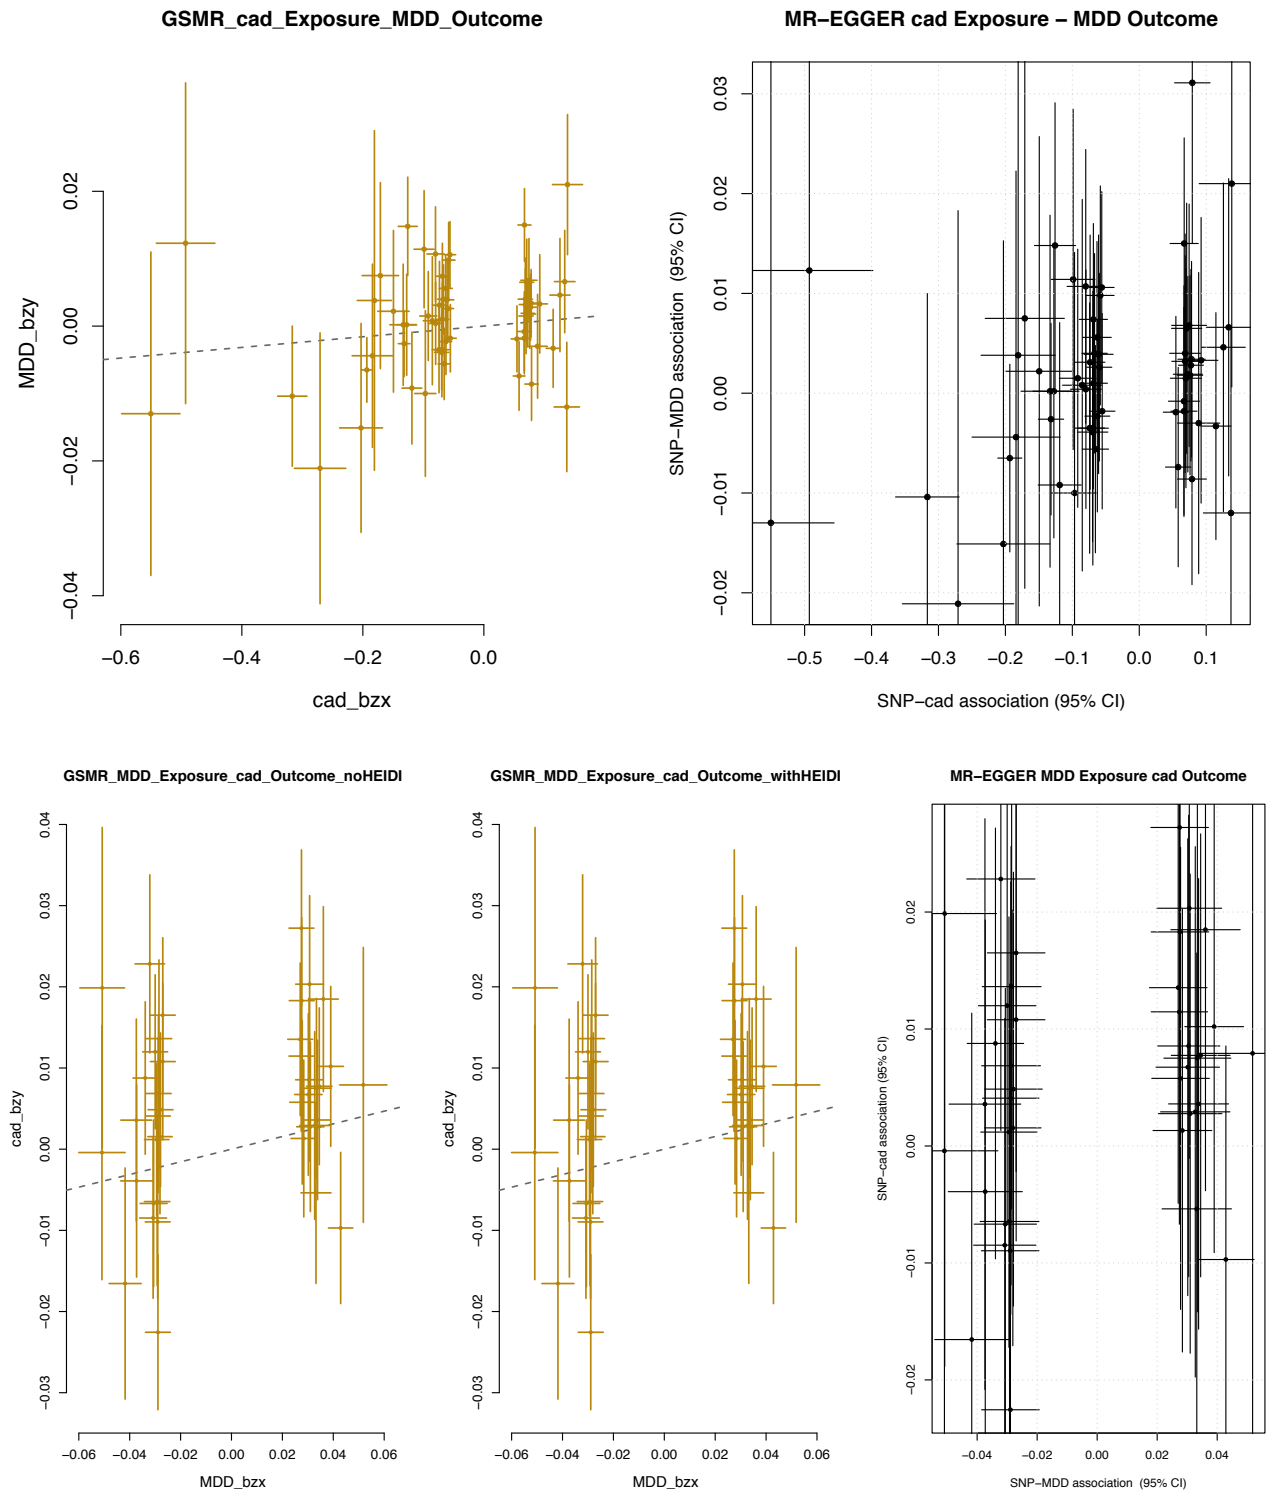 GSMR_cad_Exposure_MDD_Outcome
MDD_bzy
0.02
0.00
−0.02
−0.04
−0.6 −0.4 −0.2 0.0
cad_bzx
MR−EGGER cad Exposure − MDD Outcome
SNP−MDD association (95% CI)
0.03
0.02
0.01
0.00
−0.01
−0.02
−0.5 −0.4 −0.3 −0.2 −0.1 0.0 0.1
SNP−cad association (95% CI)
GSMR_MDD_Exposure_cad_Outcome_noHEIDI
cad_bzy
0.04
0.03
0.02
0.01
0.00
−0.01
−0.02
−0.03
−0.06 −0.04 −0.02 0.00 0.02 0.04 0.06
MDD_bzx
GSMR_MDD_Exposure_cad_Outcome_withHEIDI
cad_bzy
0.04
0.03
0.02
0.01
0.00
−0.01
−0.02
−0.03
−0.06 −0.04 −0.02 0.00 0.02 0.04 0.06
MDD_bzx
MR−EGGER MDD Exposure cad Outcome
SNP−cad association (95% CI)
0.02
0.01
0.00
−0.01
−0.02
−0.04 −0.02 0.00 0.02 0.04
SNP−MDD association (95% CI)